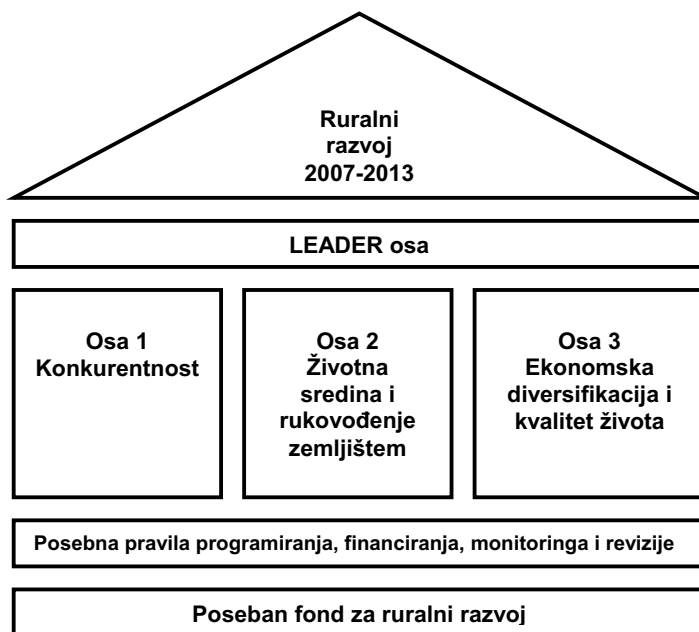 Ruralni
razvoj
2007-2013
LEADER osa
Osa 1
Konkurentnost
Osa 2
Životna
sredina i
rukovođenje
zemljištem
Osa 3
Ekonomska
diversifikacija i
kvalitet života
Posebna pravila programiranja, financiranja, monitoringa i revizije
Poseban fond za ruralni razvoj